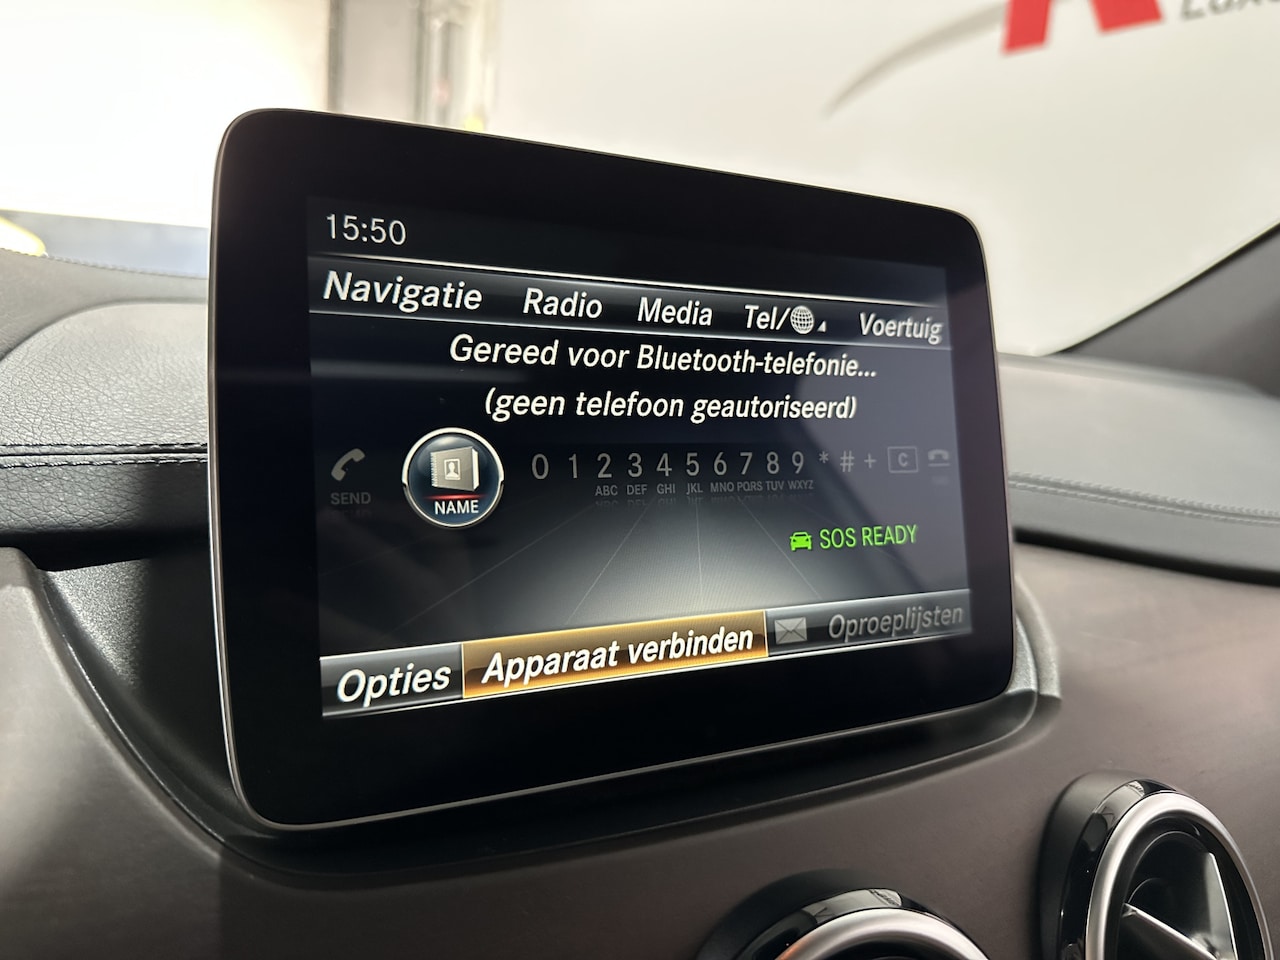 15:50
Navigatie Radio Media Tel/ Voertuig
Gereed voor Bluetooth-telefonie...
(geen telefoon geautoriseerd)
SEND NAME 0 1 2 3 4 5 6 7 8 9 * # + C
ABC DEF GHI JKL MNO PQRS TUV WXYZ
SOS READY
Opties Apparaat verbinden Oproeplijsten